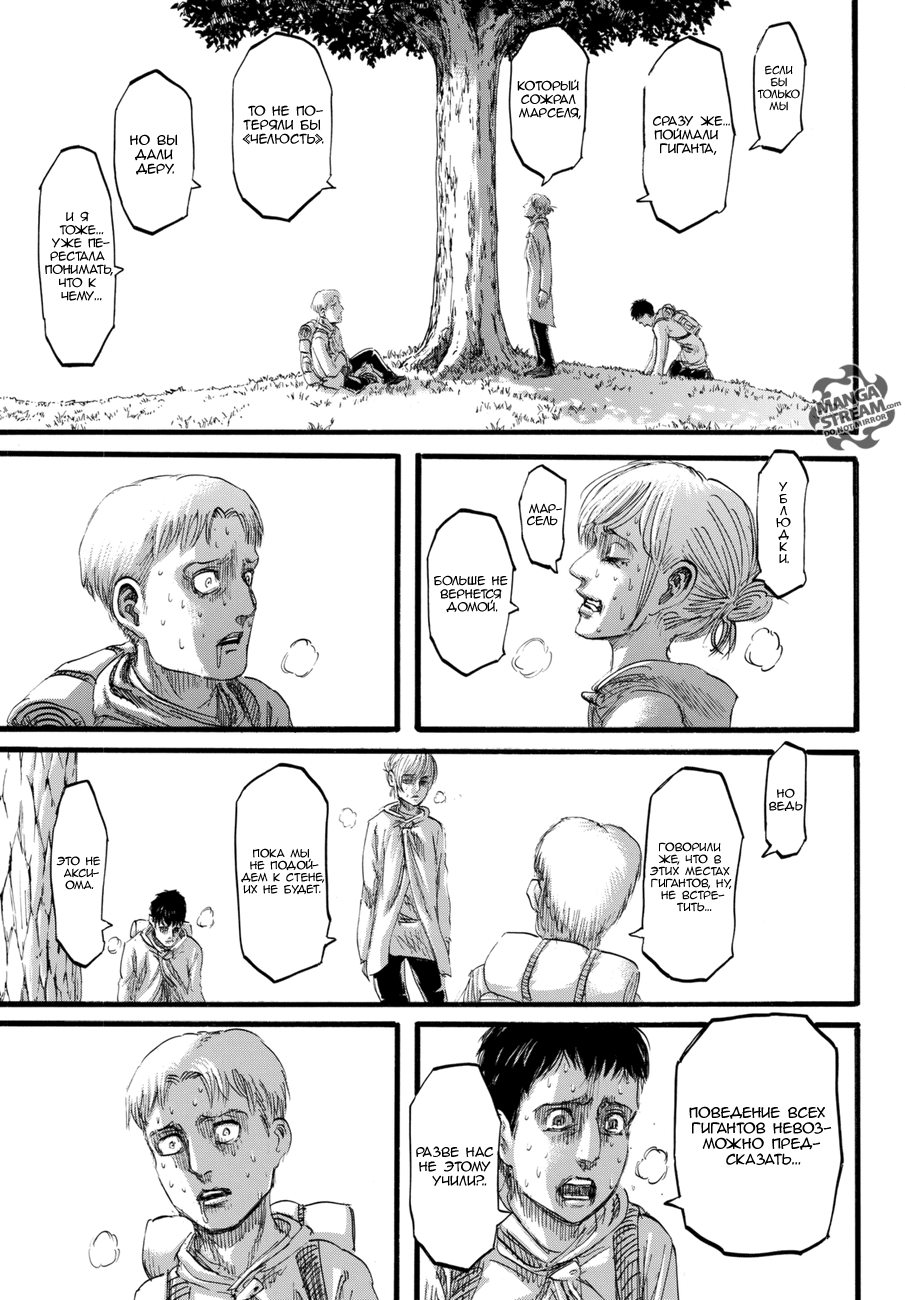 ЕСЛИ
БЫ
ТОЛЬКО
МЫ
СРАЗУ ЖЕ...
ПОЙМАЛИ
ГИГАНТА,
КОТОРЫЙ
СОЖРАЛ
МАРСЕЛЯ,
ТО НЕ ПО-
ТЕРЯЛИ БЫ
«ЧЕЛЮСТЬ».
НО ВЫ
ДАЛИ
ДЕРУ.
И Я
ТОЖЕ...
УЖЕ ПЕ-
РЕСТАЛА
ПОНИМАТЬ,
ЧТО К
ЧЕМУ...
MANGA
STREAM.com
DO NOT MIRROR
УБЛЮДКИ.
МАР-
СЕЛЬ
БОЛЬШЕ НЕ
ВЕРНЕТСЯ
ДОМОЙ.
НО
ВЕДЬ
ГОВОРИЛИ
ЖЕ, ЧТО В
ЭТИХ МЕСТАХ
ГИГАНТОВ, НУ,
НЕ ВСТРЕ-
ТИТЬ...
ПОКА МЫ
НЕ ПОДОЙ-
ДЕМ К СТЕНЕ,
ИХ НЕ БУДЕТ.
ЭТО НЕ
АКСИ-
ОМА.
ПОВЕДЕНИЕ ВСЕХ
ГИГАНТОВ НЕВОЗ-
МОЖНО ПРЕД-
СКАЗАТЬ...
РАЗВЕ НАС
НЕ ЭТОМУ
УЧИЛИ?..